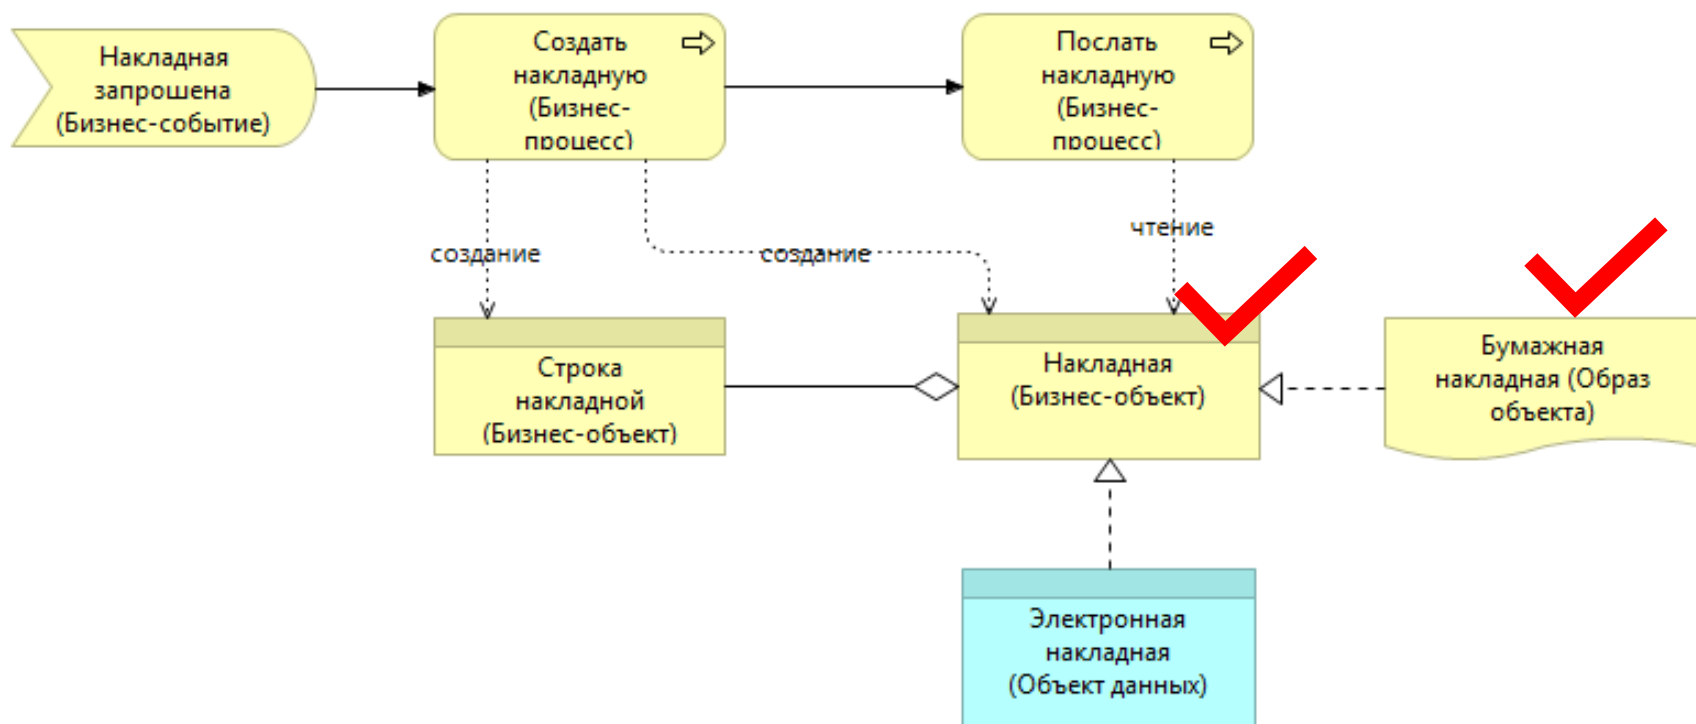 Накладная
запрошена
(Бизнес-событие)
Создать
накладную
(Бизнес-
процесс)
Послать
накладную
(Бизнес-
процесс)
создание
создание
чтение
Строка
накладной
(Бизнес-объект)
Накладная
(Бизнес-объект)
Бумажная
накладная (Образ
объекта)
Электронная
накладная
(Объект данных)